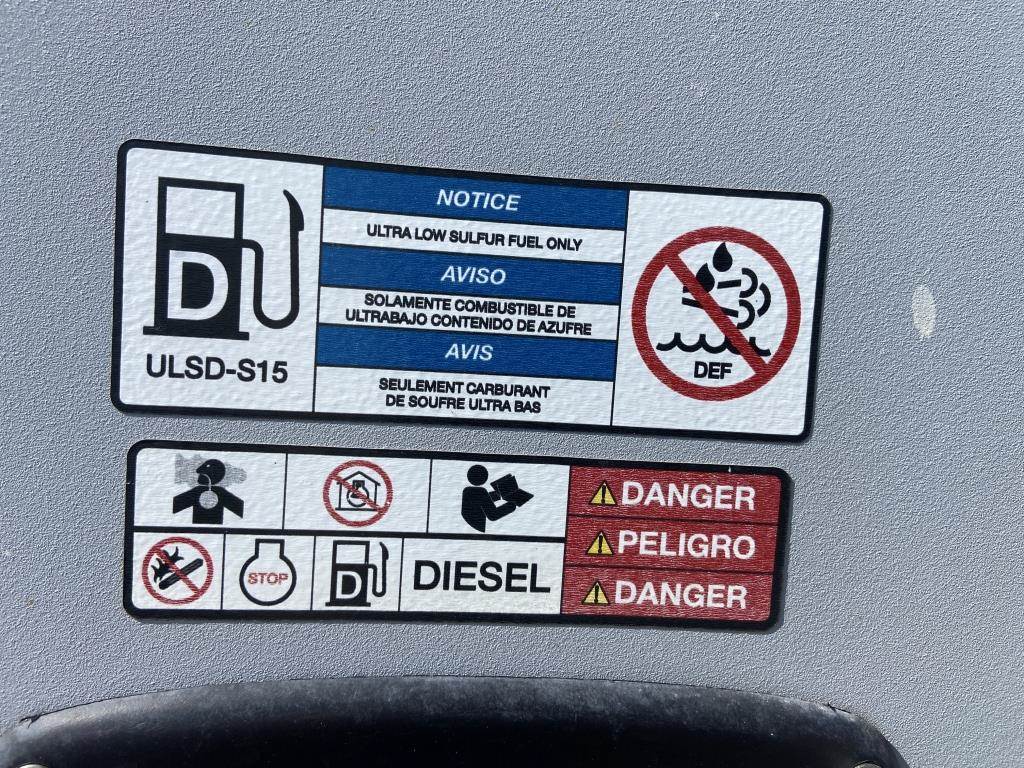 D
ULSD-S15
NOTICE
ULTRA LOW SULFUR FUEL ONLY
AVISO
SOLAMENTE COMBUSTIBLE DE
ULTRABAJO CONTENIDO DE AZUFRE
AVIS
SEULEMENT CARBURANT
DE SOUFRE ULTRA BAS
DEF
STOP
D
DIESEL
DANGER
PELIGRO
DANGER